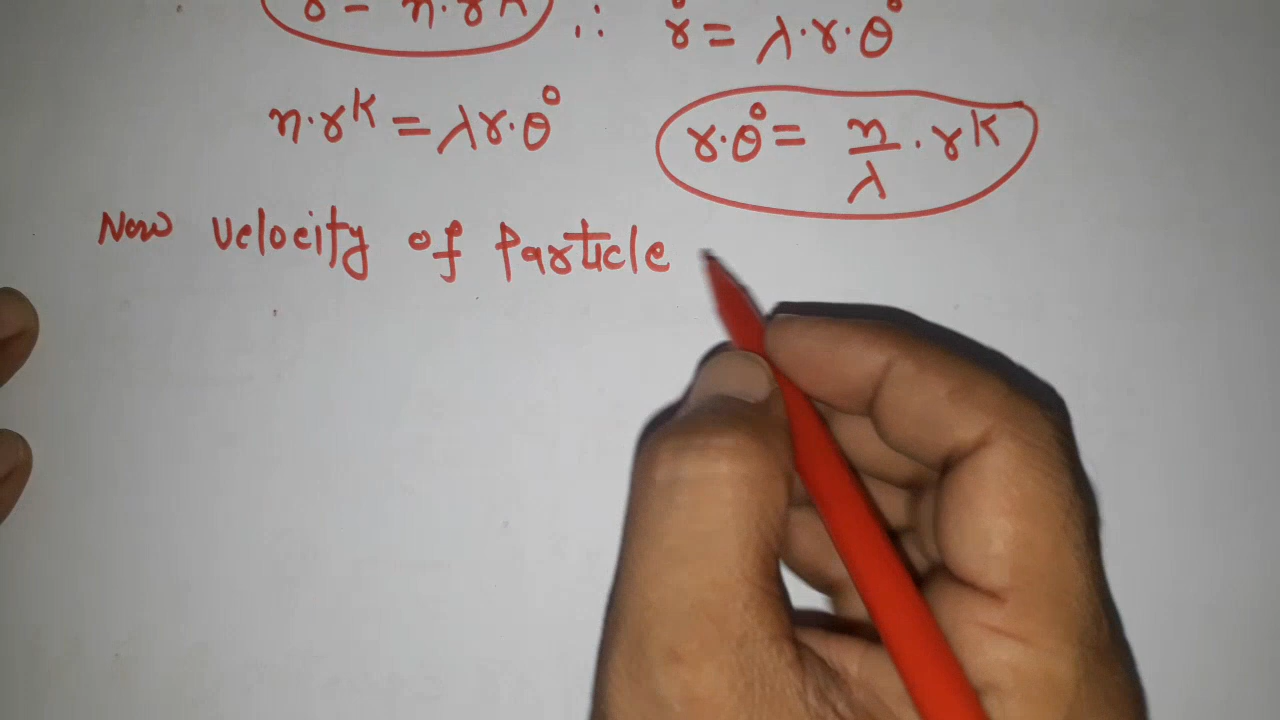 ṙ = n·r^k ∴ ṙ = λ·r·θ̇
n·r^k = λr·θ̇ r·θ̇ = n/λ · r^k
Now velocity of particle